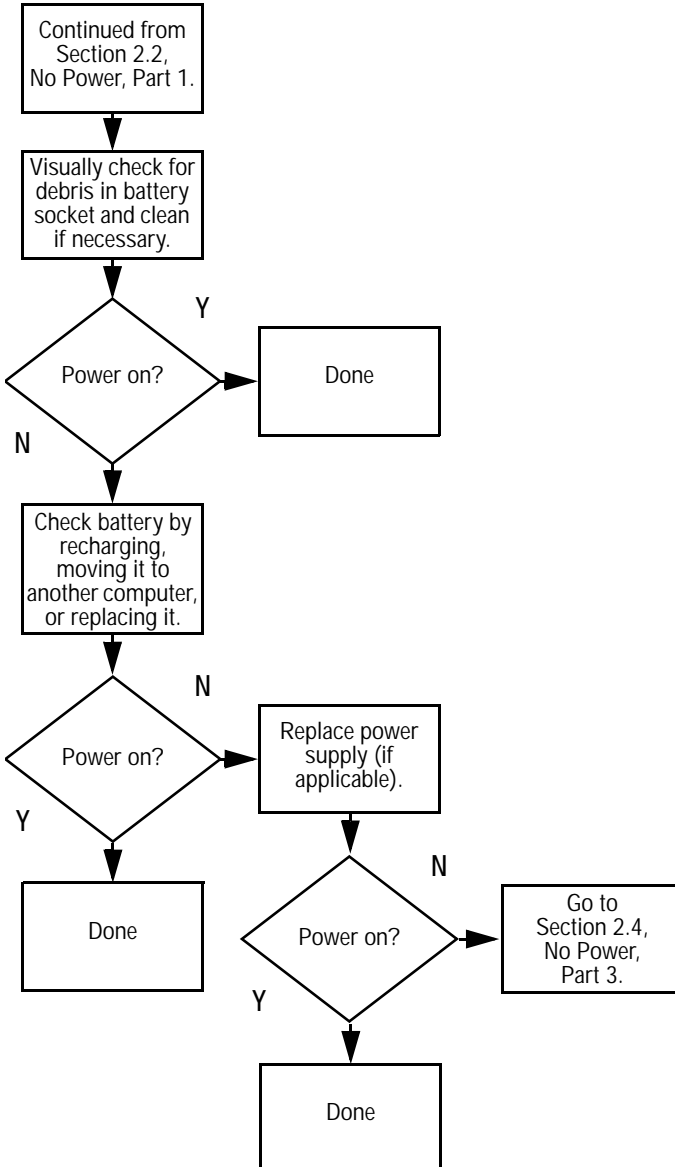 Continued from
Section 2.2,
No Power, Part 1.
Visually check for
debris in battery
socket and clean
if necessary.
Y
Power on?
Done
N
Check battery by
recharging,
moving it to
another computer,
or replacing it.
N
Power on?
Replace power
supply (if
applicable).
Y
Done
N
Power on?
Go to
Section 2.4,
No Power,
Part 3.
Y
Done